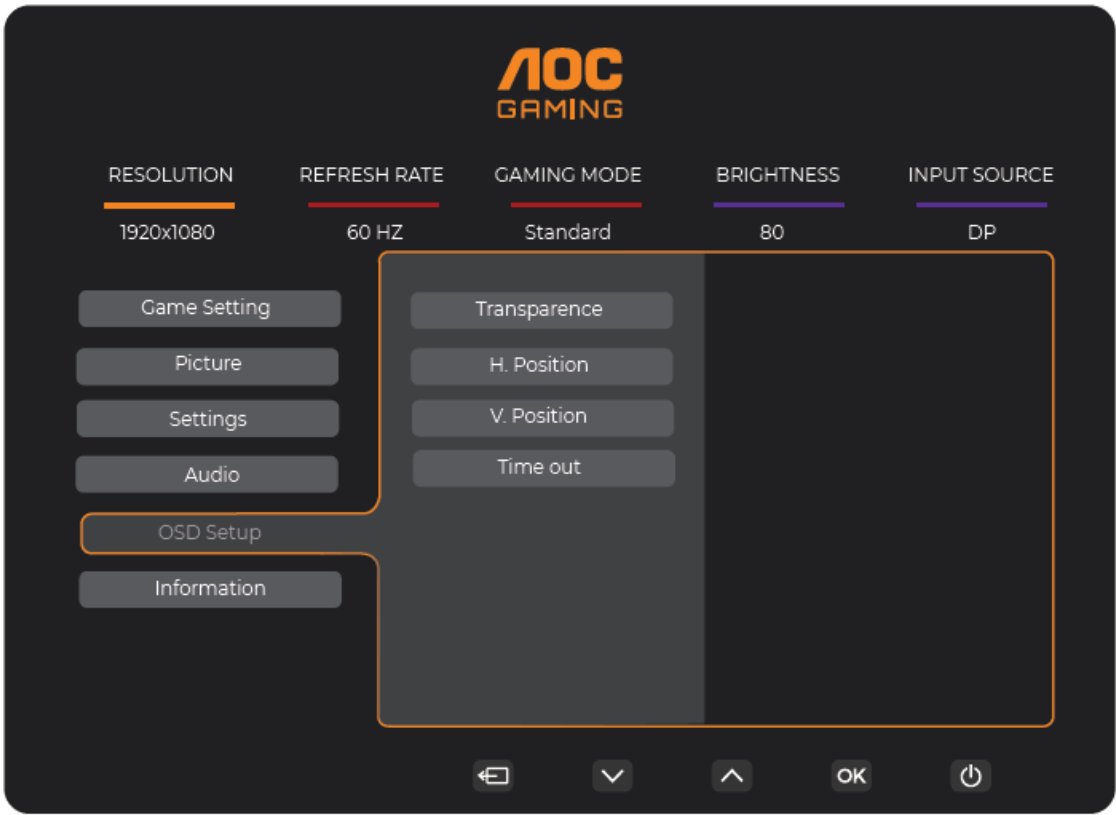 AOC
GAMING
RESOLUTION REFRESH RATE GAMING MODE BRIGHTNESS INPUT SOURCE
1920x1080 60 HZ Standard 80 DP
Game Setting
Picture
Settings
Audio
OSD Setup
Information
Transparence
H. Position
V. Position
Time out
OK